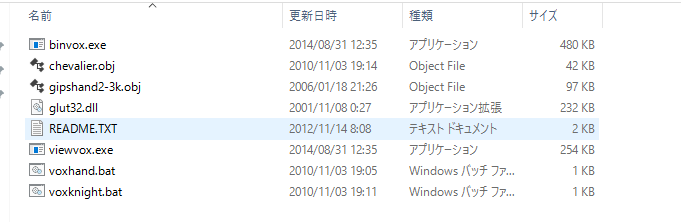 名前 更新日時 種類 サイズ
binvox.exe 2014/08/31 12:35 アプリケーション 480 KB
chevalier.obj 2010/11/03 19:14 Object File 42 KB
gipshand2-3k.obj 2006/01/18 21:26 Object File 97 KB
glut32.dll 2001/11/08 0:27 アプリケーション拡張 232 KB
README.TXT 2012/11/14 8:08 テキスト ドキュメント 2 KB
viewvox.exe 2014/08/31 12:35 アプリケーション 254 KB
voxhand.bat 2010/11/03 19:05 Windows バッチ ファ... 1 KB
voxknight.bat 2010/11/03 19:11 Windows バッチ ファ... 1 KB